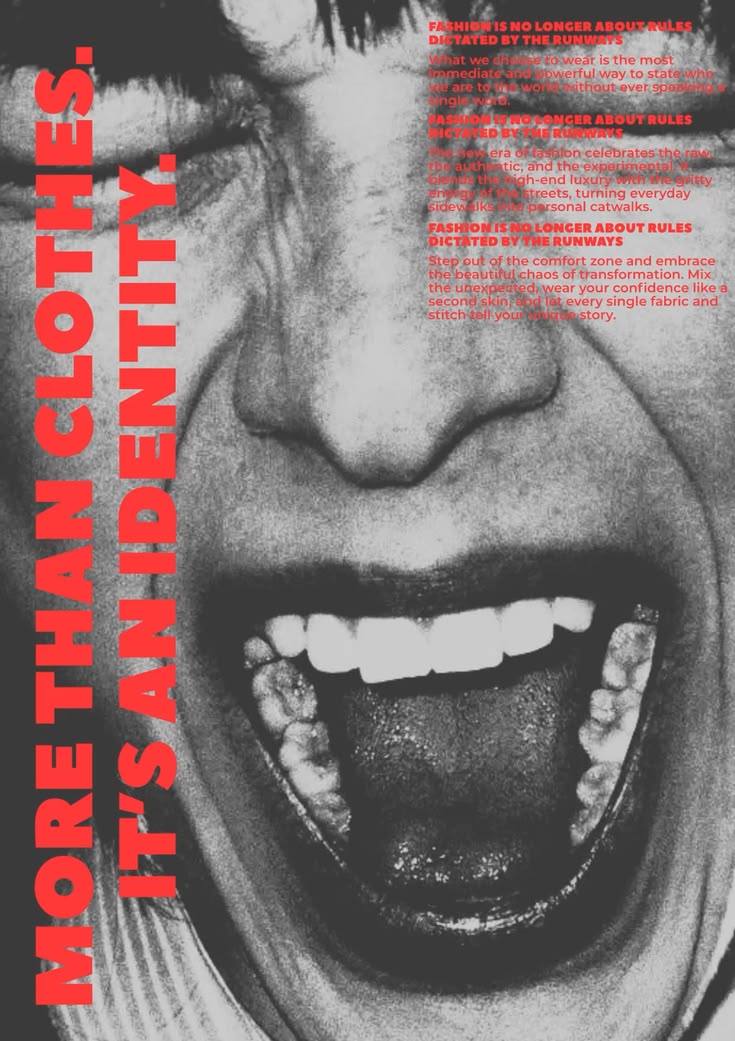 MORE THAN CLOTHES.
IT'S AN IDENTITY.
FASHION IS NO LONGER ABOUT RULES
DICTATED BY THE RUNWAYS
What we choose to wear is the most
immediate and powerful way to state who
we are to the world without ever speaking a
single word.
FASHION IS NO LONGER ABOUT RULES
DICTATED BY THE RUNWAYS
The new era of fashion celebrates the raw,
the authentic, and the experimental. It
blends the high-end luxury with the gritty
energy of the streets, turning everyday
sidewalks into personal catwalks.
FASHION IS NO LONGER ABOUT RULES
DICTATED BY THE RUNWAYS
Step out of the comfort zone and embrace
the beautiful chaos of transformation. Mix
the unexpected, wear your confidence like a
second skin, and let every single fabric and
stitch tell your unique story.